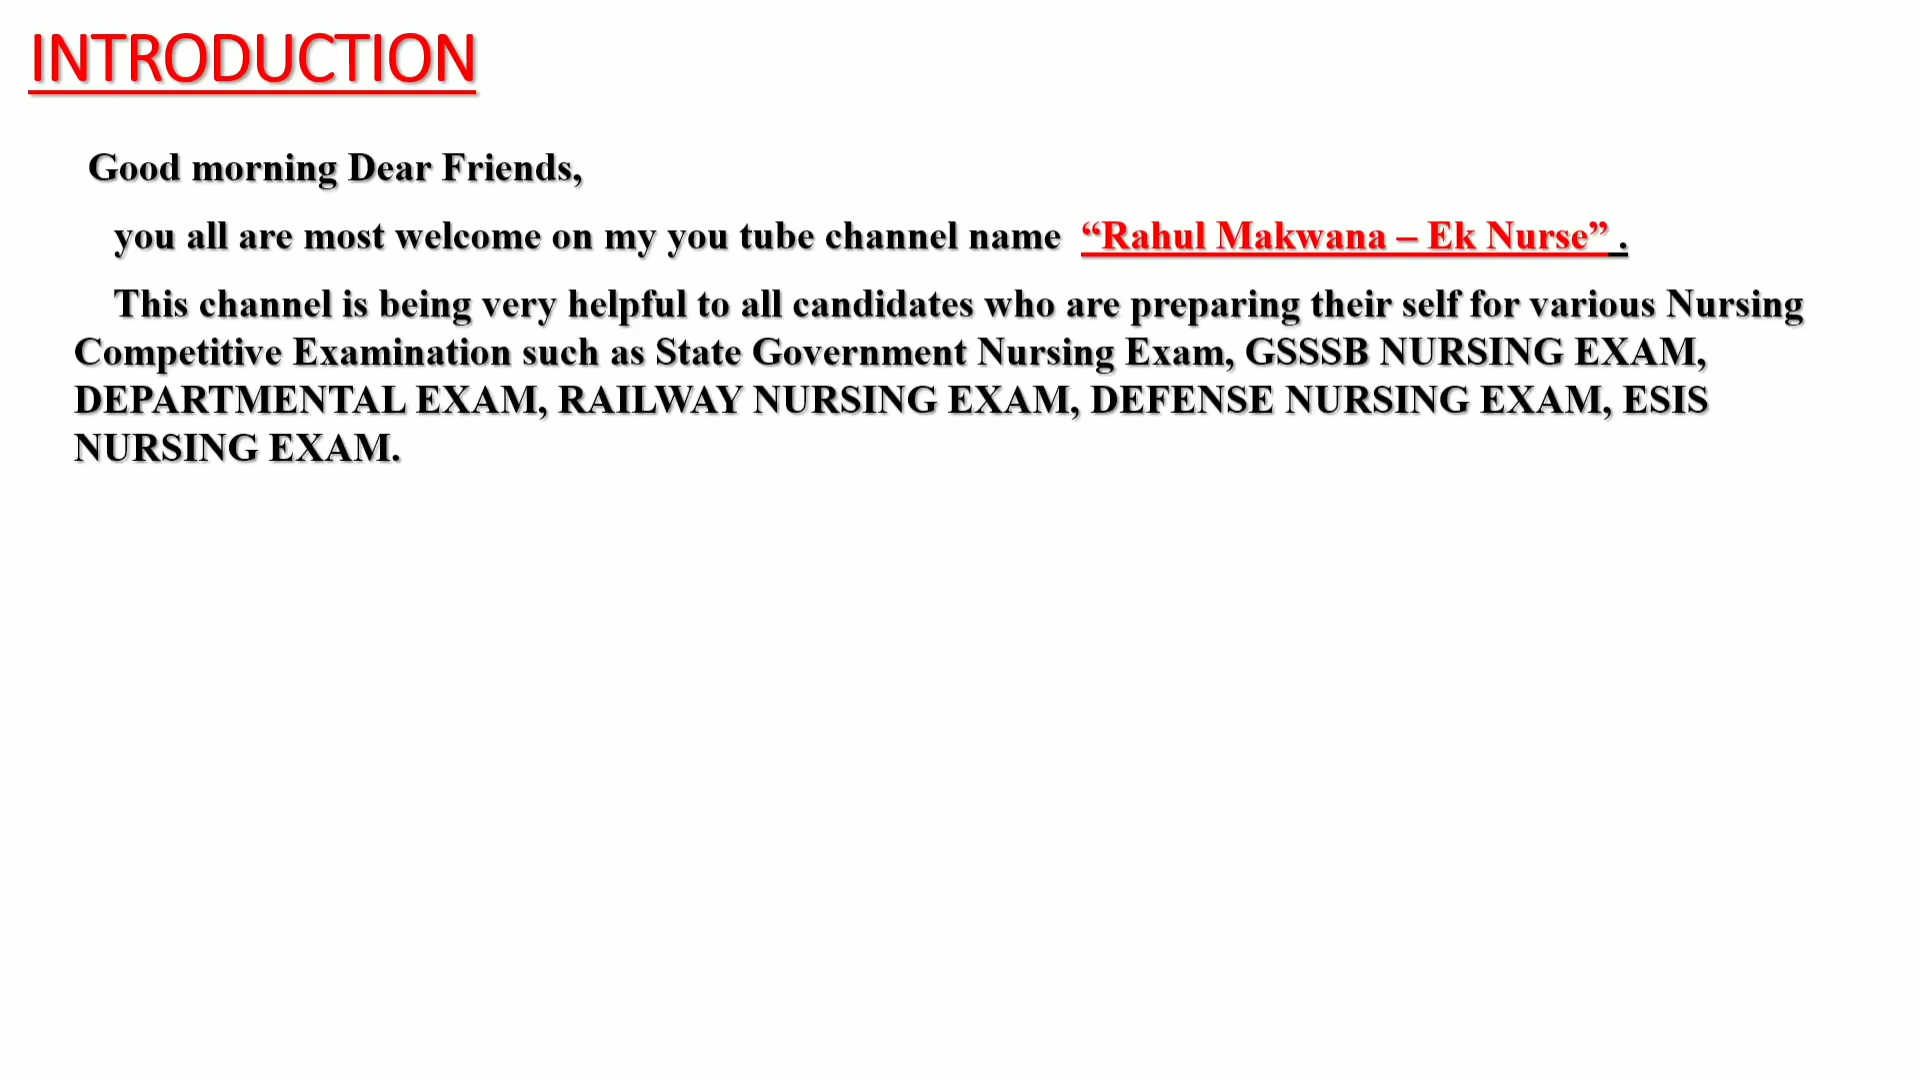 INTRODUCTION
Good morning Dear Friends,
you all are most welcome on my you tube channel name “Rahul Makwana – Ek Nurse” .
This channel is being very helpful to all candidates who are preparing their self for various Nursing
Competitive Examination such as State Government Nursing Exam, GSSSB NURSING EXAM,
DEPARTMENTAL EXAM, RAILWAY NURSING EXAM, DEFENSE NURSING EXAM, ESIS
NURSING EXAM.